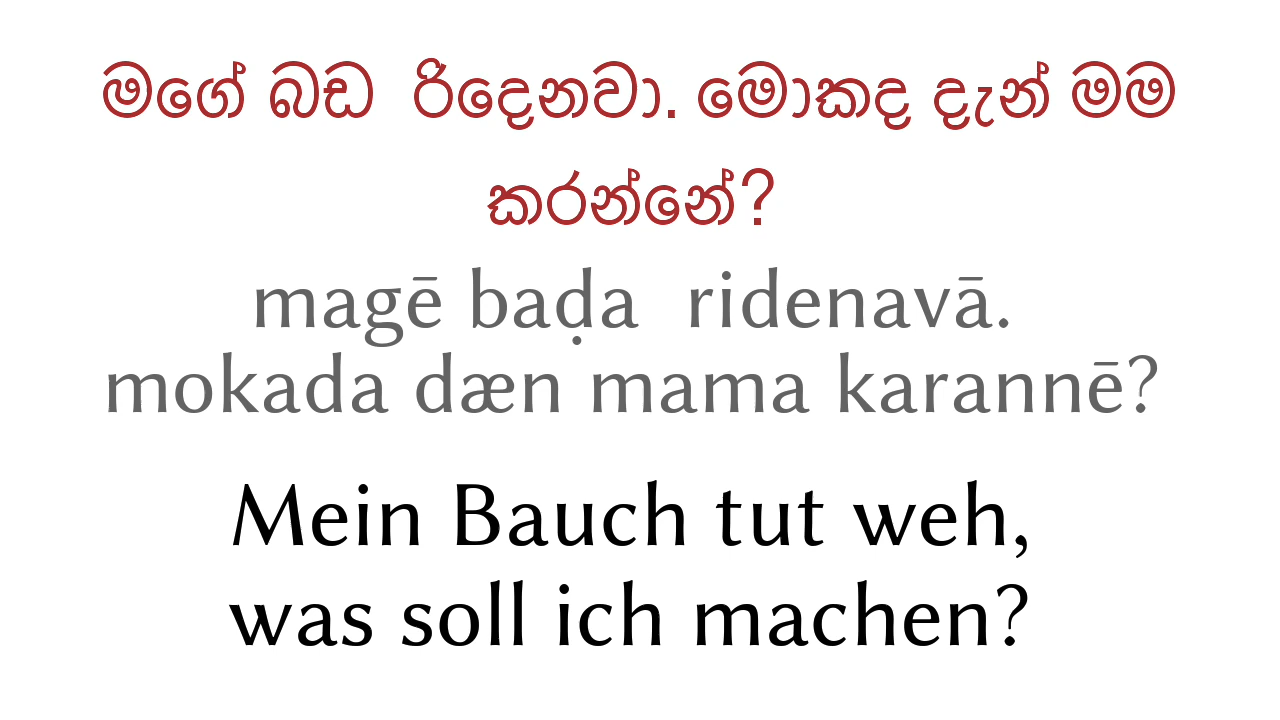 මගේ බඩ  රිදෙනවා. මොකද දැන් මම
කරන්නේ?
magē baḍa  ridenavā.
mokada dæn mama karannē?
Mein Bauch tut weh,
was soll ich machen?